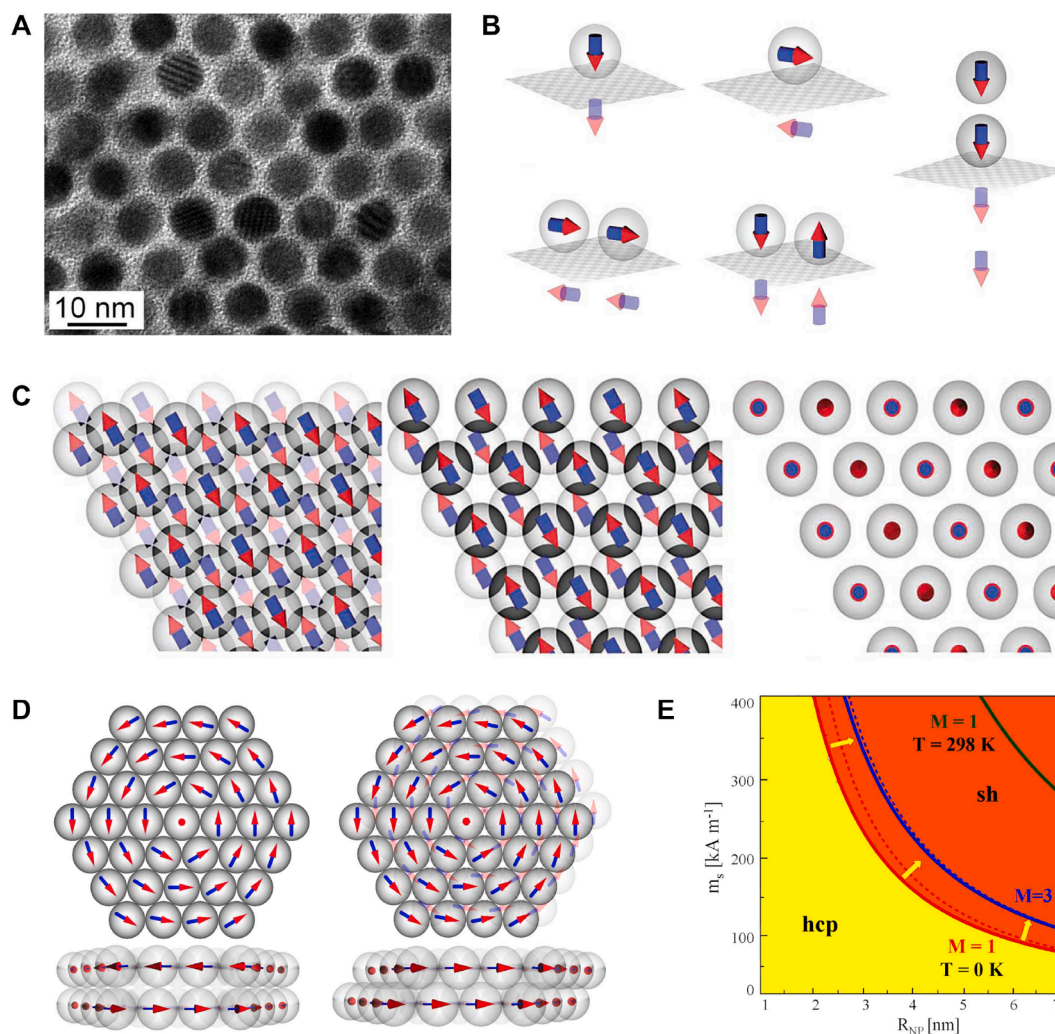 A
10 nm
B
C
D
E
400
300
200
100
0
m_s [kA m⁻¹]
M = 1
T = 298 K
sh
M=3
hcp
M = 1
T = 0 K
1 2 3 4 5 6 7
R_NP [nm]